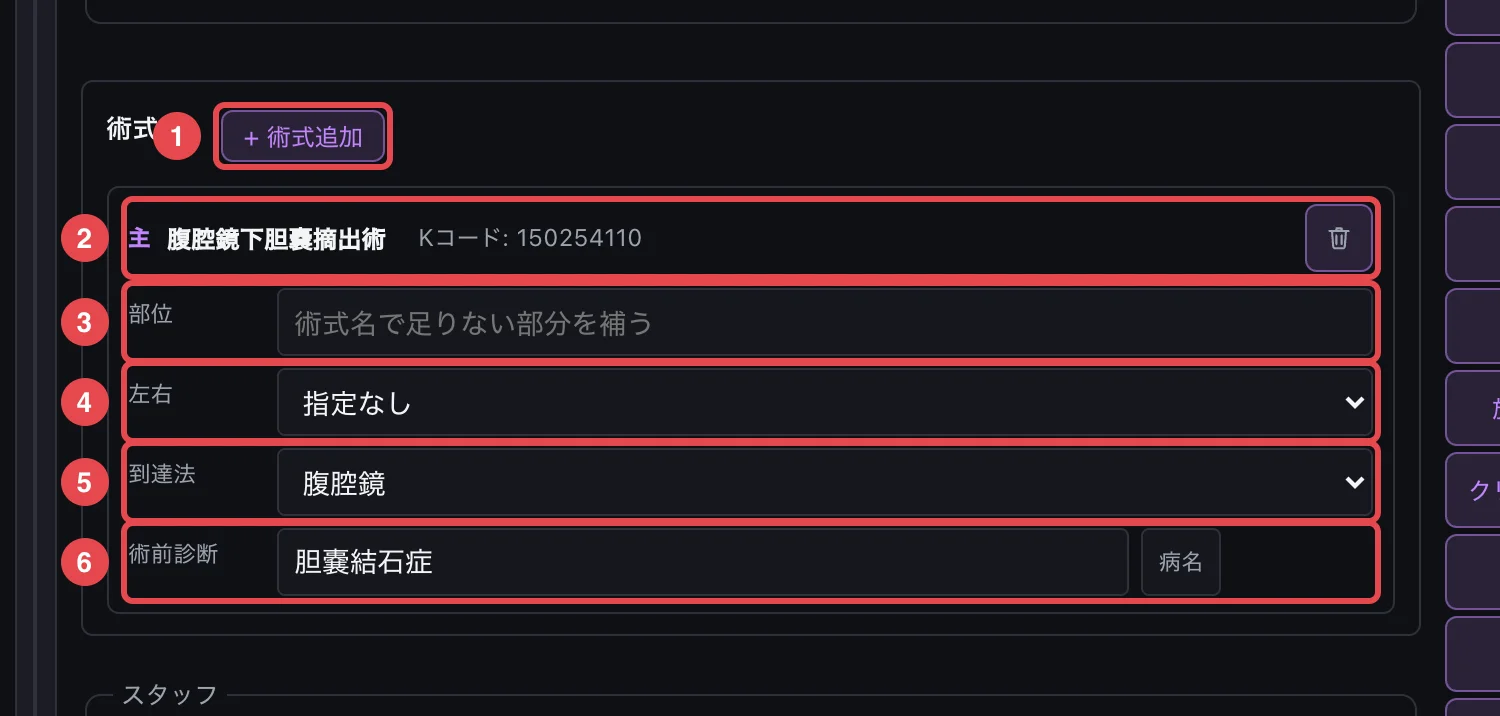 術式
1
+ 術式追加
2
主 腹腔鏡下胆嚢摘出術 Kコード: 150254110
3
部位
術式名で足りない部分を補う
4
左右
指定なし
5
到達法
腹腔鏡
6
術前診断
胆嚢結石症
病名
スタッフ
ク